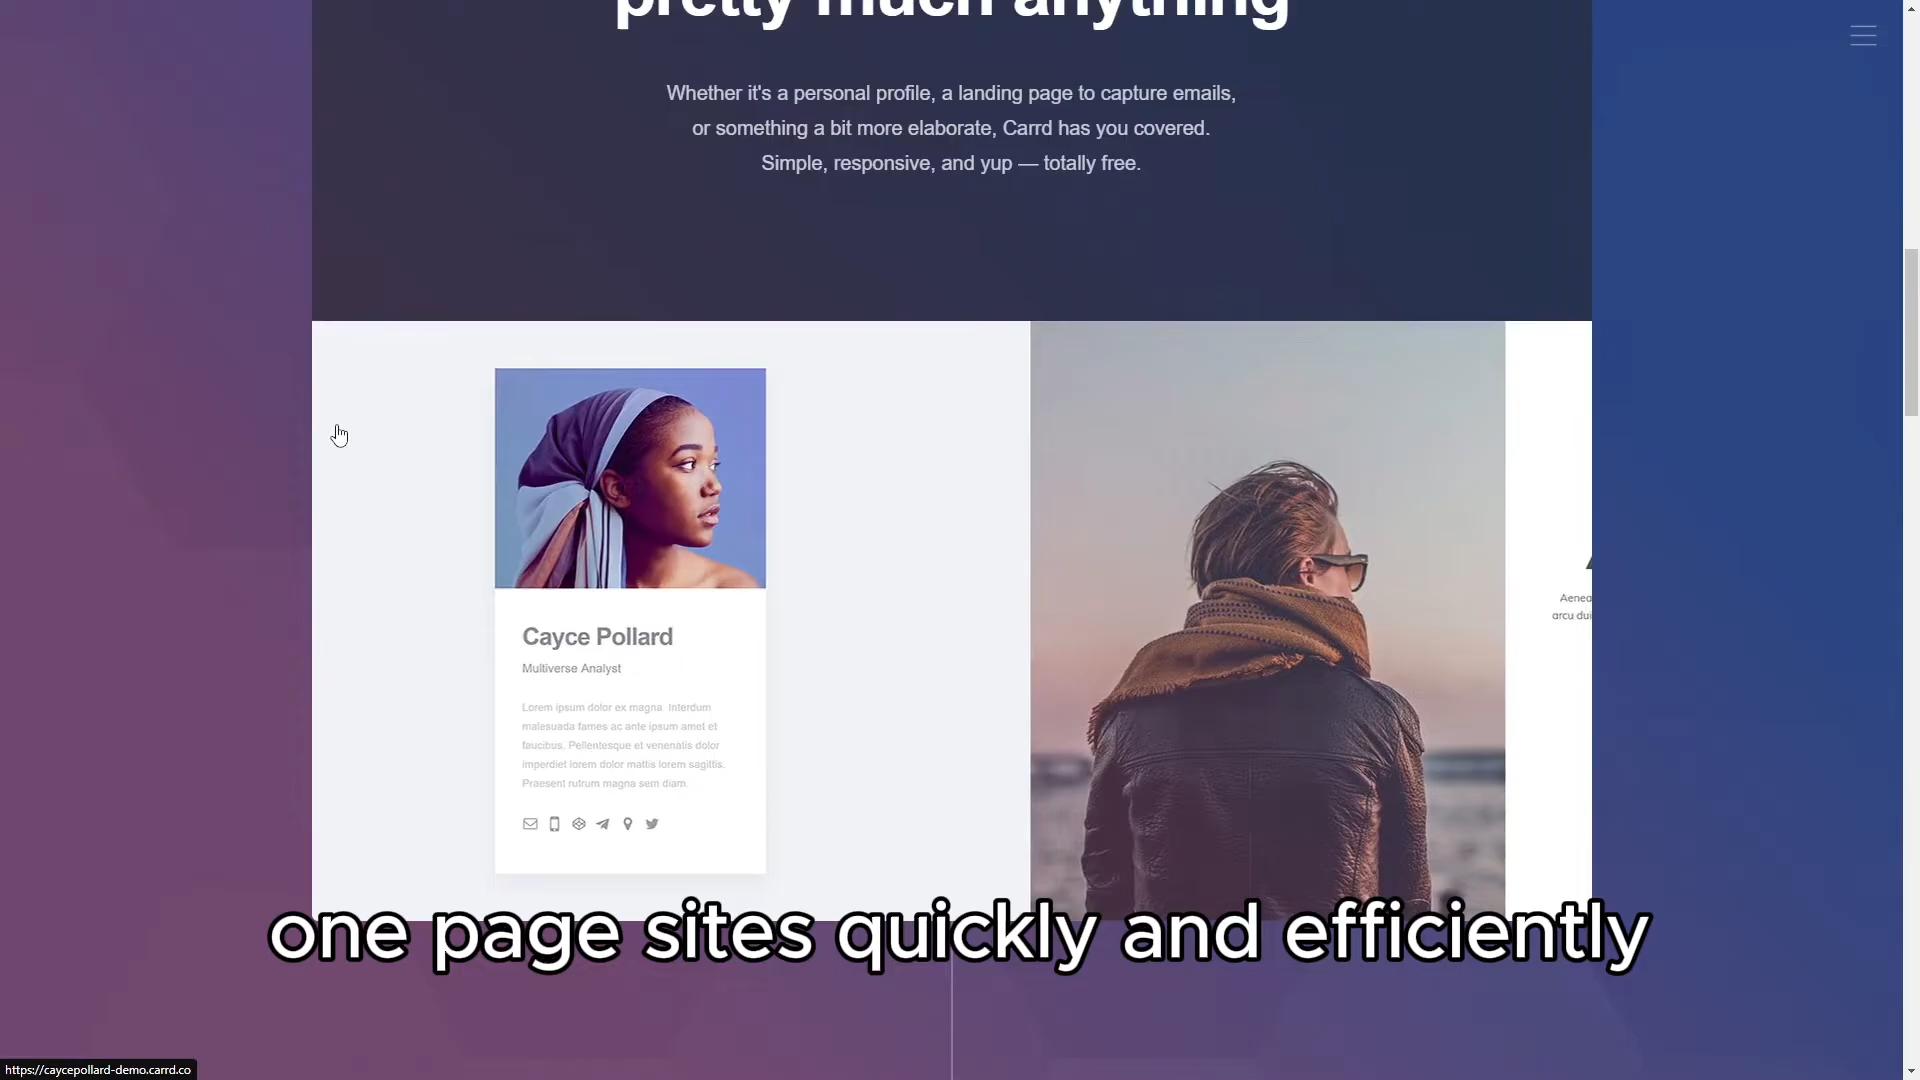 pretty much anything
Whether it's a personal profile, a landing page to capture emails,
or something a bit more elaborate, Carrd has you covered.
Simple, responsive, and yup — totally free.
Cayce Pollard
Multiverse Analyst
Lorem ipsum dolor ex magna. Interdum
malesuada fames ac ante ipsum amet et
faucibus. Pellentesque et venenatis dolor
imperdiet lorem dolor mattis lorem sagittis.
Praesent rutrum magna sem diam.
Aenea
arcu dui
one page sites quickly and efficiently
https://caycepollard-demo.carrd.co